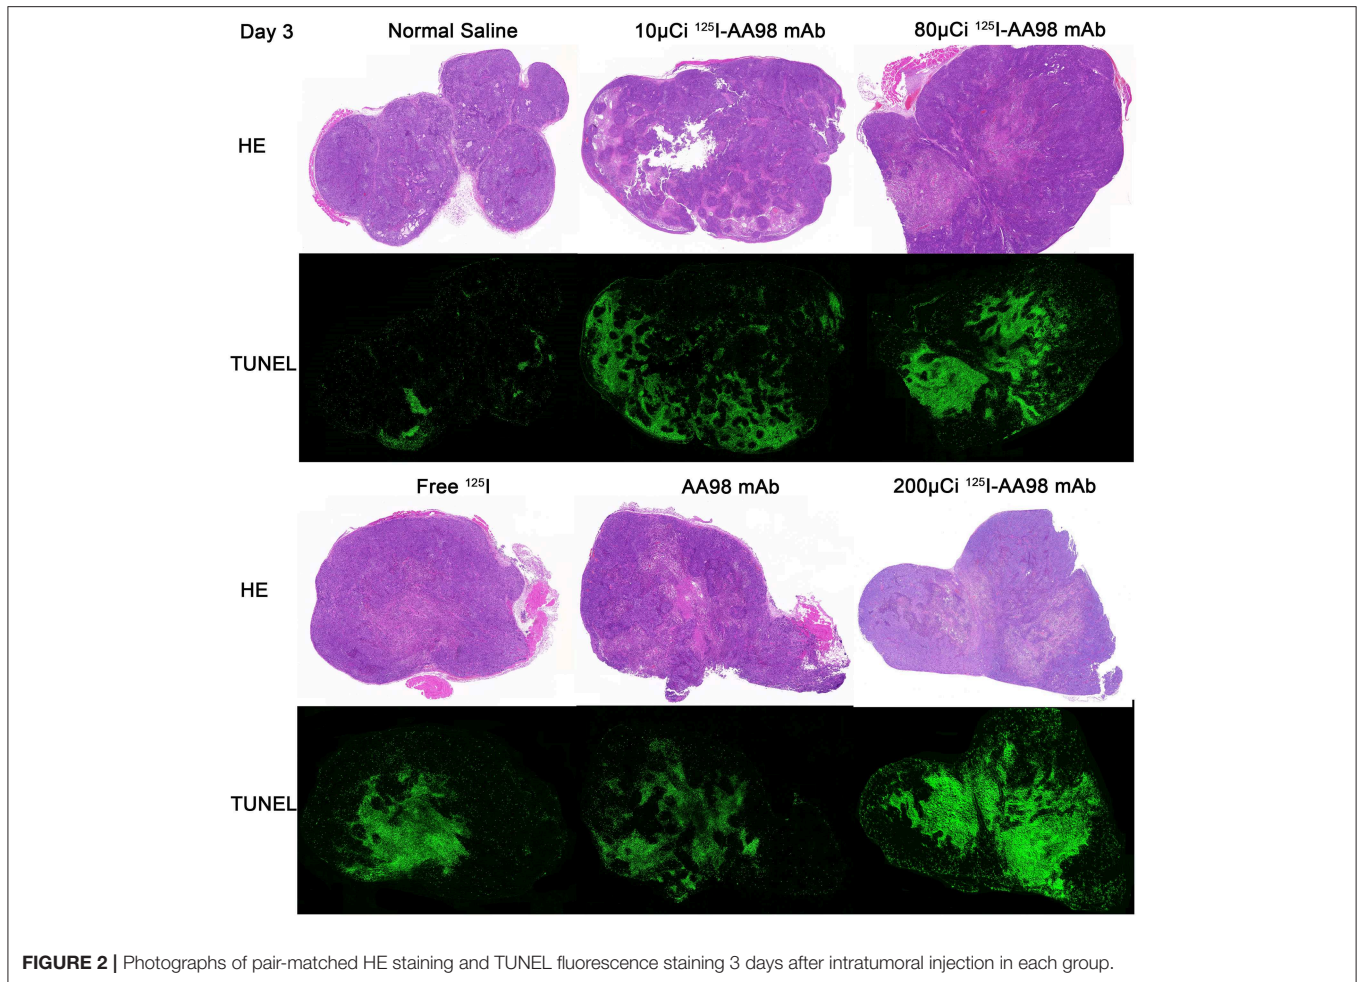 Day 3 Normal Saline 10μCi ¹²⁵I-AA98 mAb 80μCi ¹²⁵I-AA98 mAb
HE
TUNEL
Free ¹²⁵I AA98 mAb 200μCi ¹²⁵I-AA98 mAb
HE
TUNEL
FIGURE 2 | Photographs of pair-matched HE staining and TUNEL fluorescence staining 3 days after intratumoral injection in each group.